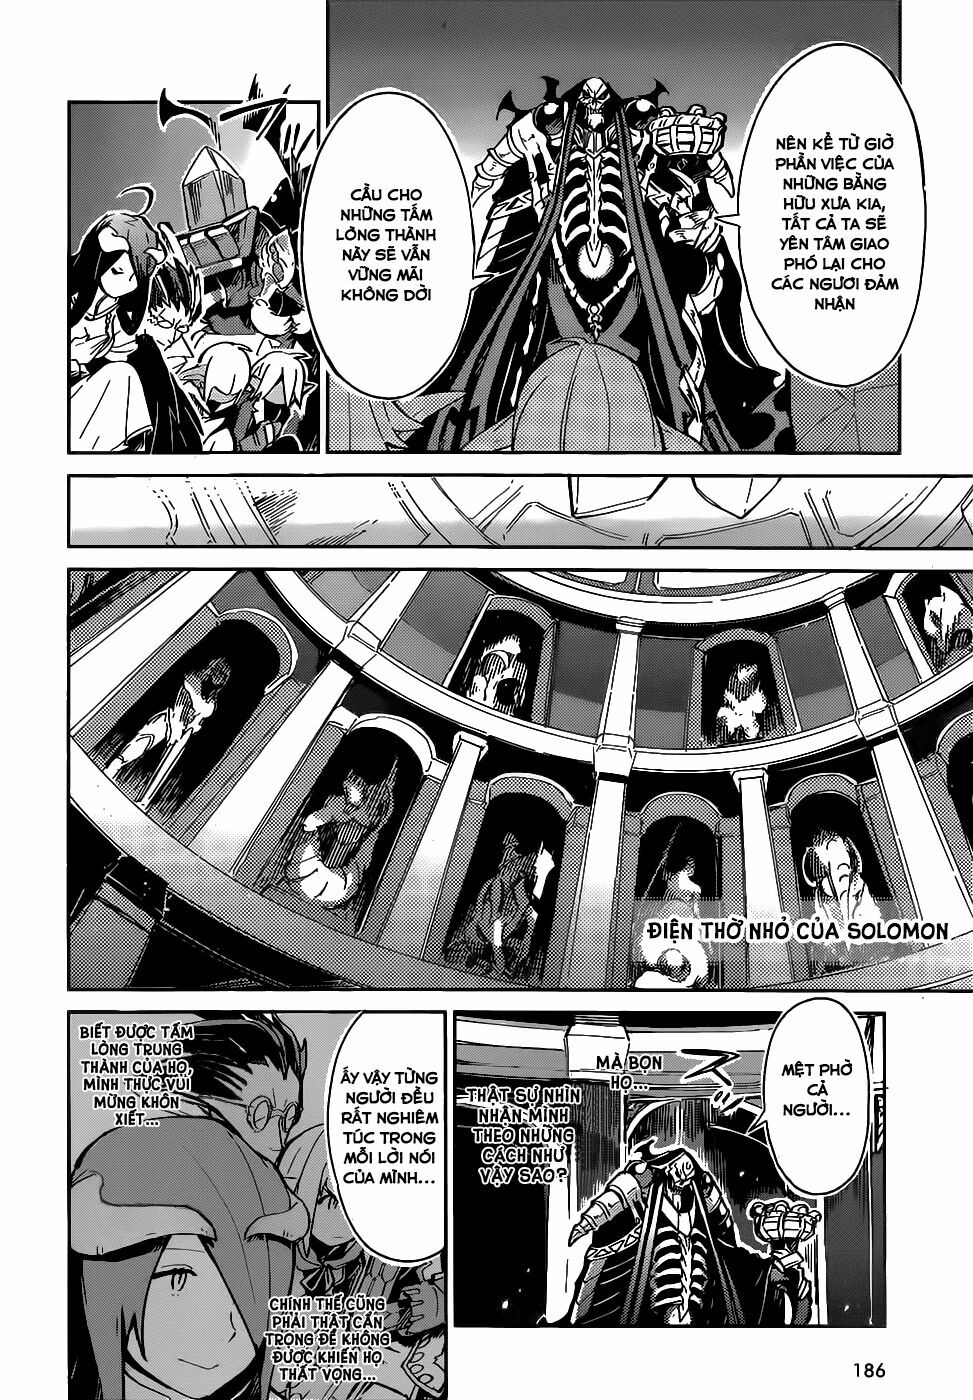 NÊN KỂ TỪ GIỜ
PHẦN VIỆC CỦA
NHỮNG BẰNG
HỮU XƯA KIA,
TẤT CẢ TA SẼ
YÊN TÂM GIAO
PHÓ LẠI CHO
CÁC NGƯƠI ĐẢM
NHẬN
CẦU CHO
NHỮNG TẤM
LÒNG THÀNH
NÀY SẼ VẪN
VỮNG MÃI
KHÔNG DỜI
ĐIỆN THỜ NHỎ CỦA SOLOMON
MỆT PHỜ
CẢ
NGƯỜI...
MÀ BỌN
HỌ...
THẬT SỰ NHÌN
NHẬN MÌNH
THEO NHỮNG
CÁCH NHƯ
VẬY SAO?
ẤY VẬY TỪNG
NGƯỜI ĐỀU
RẤT NGHIÊM
TÚC TRONG
MỖI LỜI NÓI
CỦA MÌNH...
BIẾT ĐƯỢC TẤM
LÒNG TRUNG
THÀNH CỦA HỌ,
MÌNH THỰC VUI
MỪNG KHÔN
XIẾT...
CHÍNH THẾ CŨNG
PHẢI THẬT CẨN
TRỌNG ĐỂ KHÔNG
ĐƯỢC KHIẾN HỌ
THẤT VỌNG...
186